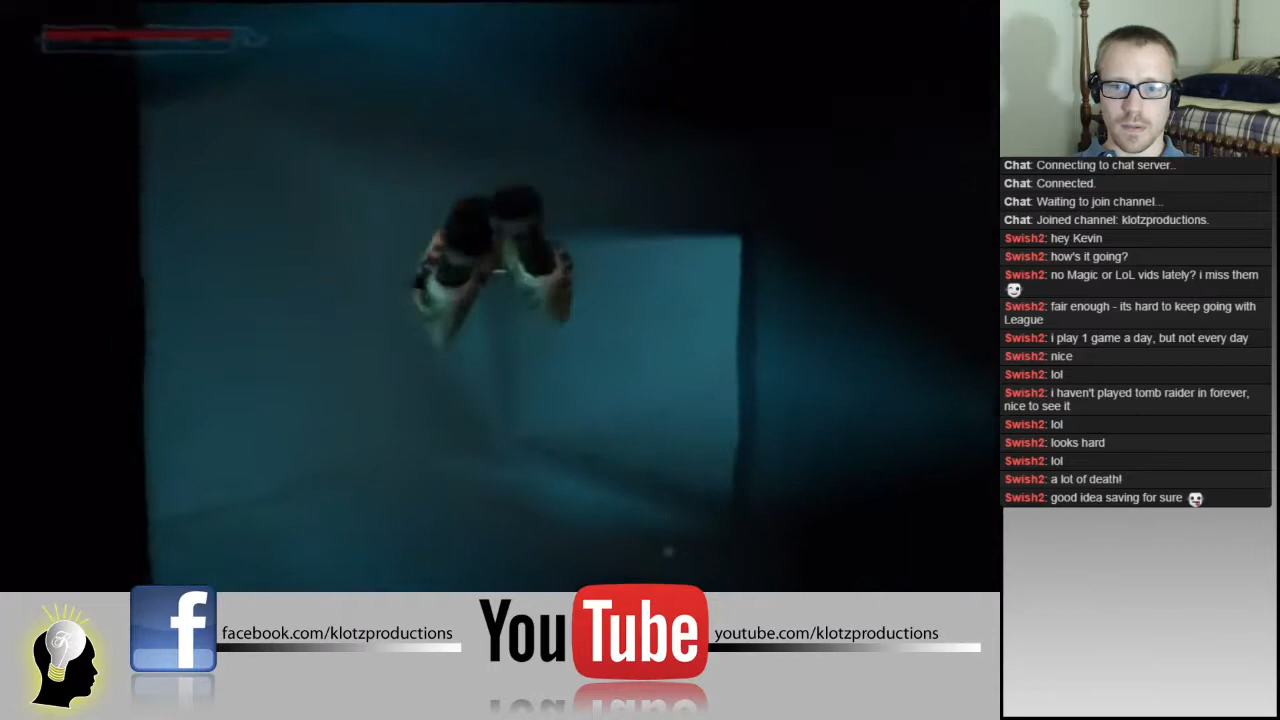 Chat: Connecting to chat server..
Chat: Connected.
Chat: Waiting to join channel...
Chat: Joined channel: klotzproductions.
Swish2: hey Kevin
Swish2: how's it going?
Swish2: no Magic or LoL vids lately? i miss them
Swish2: fair enough - its hard to keep going with
League
Swish2: i play 1 game a day, but not every day
Swish2: nice
Swish2: lol
Swish2: i haven't played tomb raider in forever,
nice to see it
Swish2: lol
Swish2: looks hard
Swish2: lol
Swish2: a lot of death!
Swish2: good idea saving for sure
f
facebook.com/klotzproductions
YouTube
youtube.com/klotzproductions